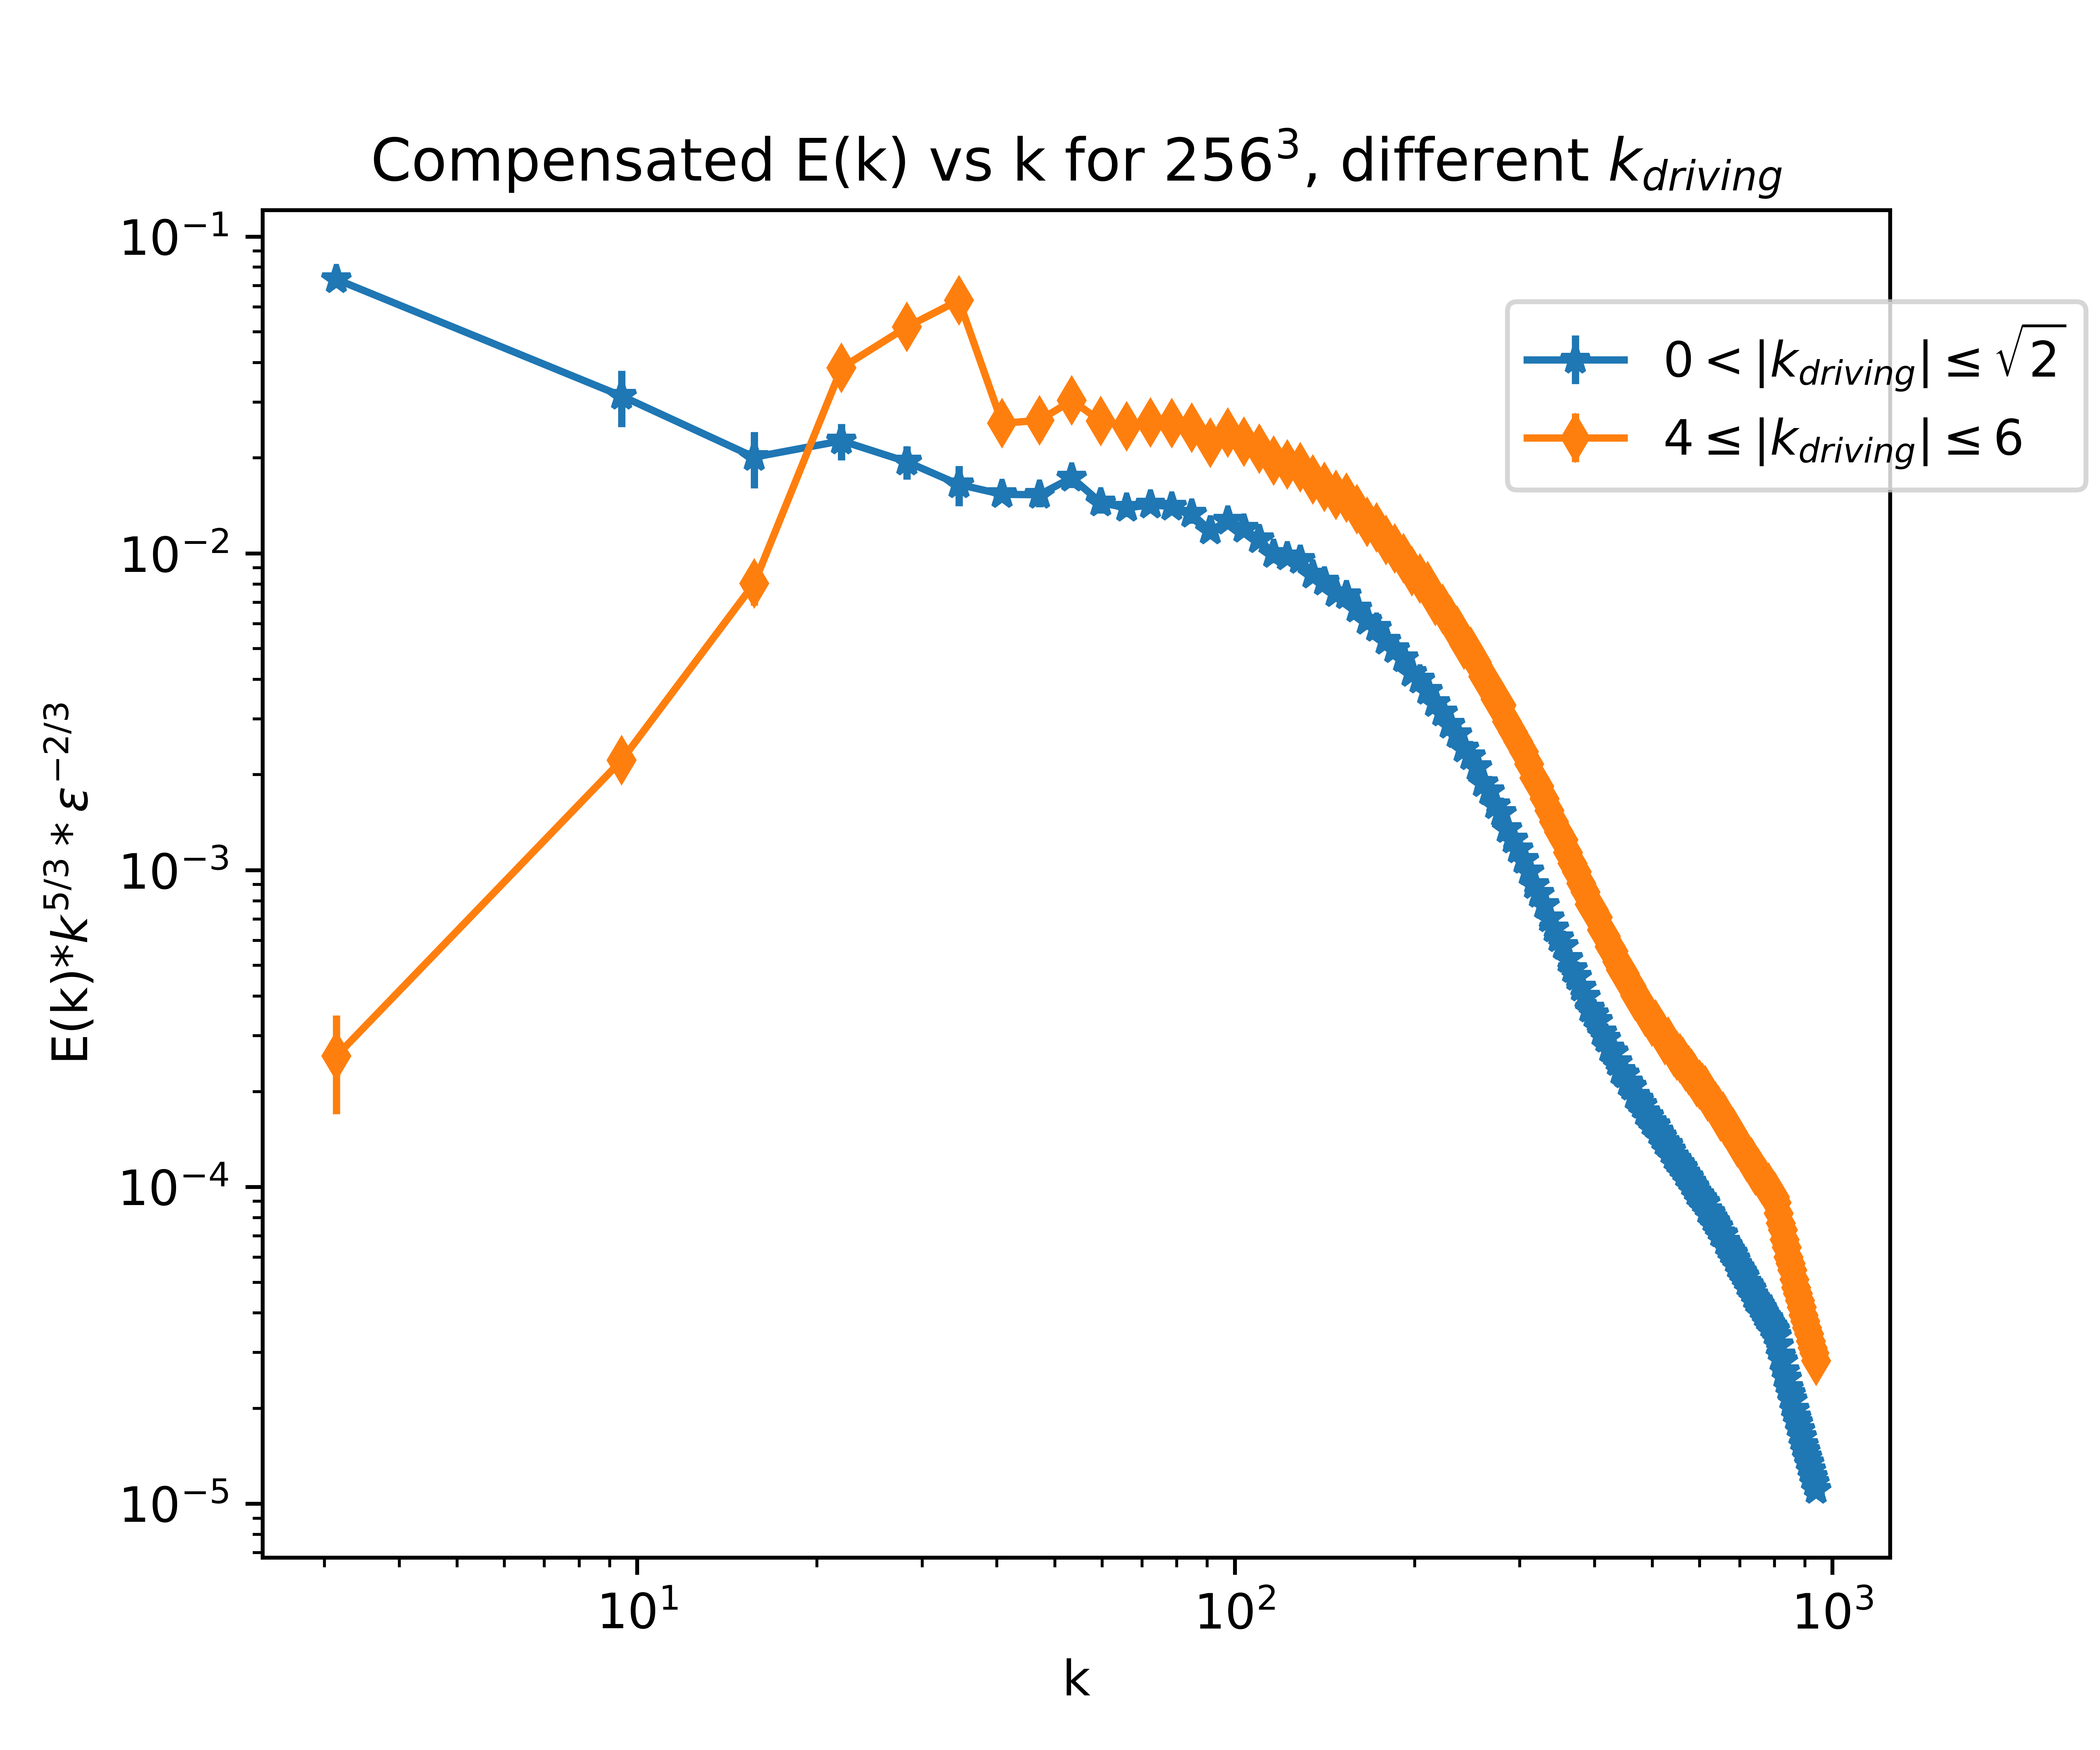 Compensated E(k) vs k for 256³, different k_driving
10⁻¹
10⁻²
10⁻³
10⁻⁴
10⁻⁵
E(k)*k^{5/3} * ε^{−2/3}
0 < |k_driving| ≤ √2
4 ≤ |k_driving| ≤ 6
10¹ 10² 10³
k